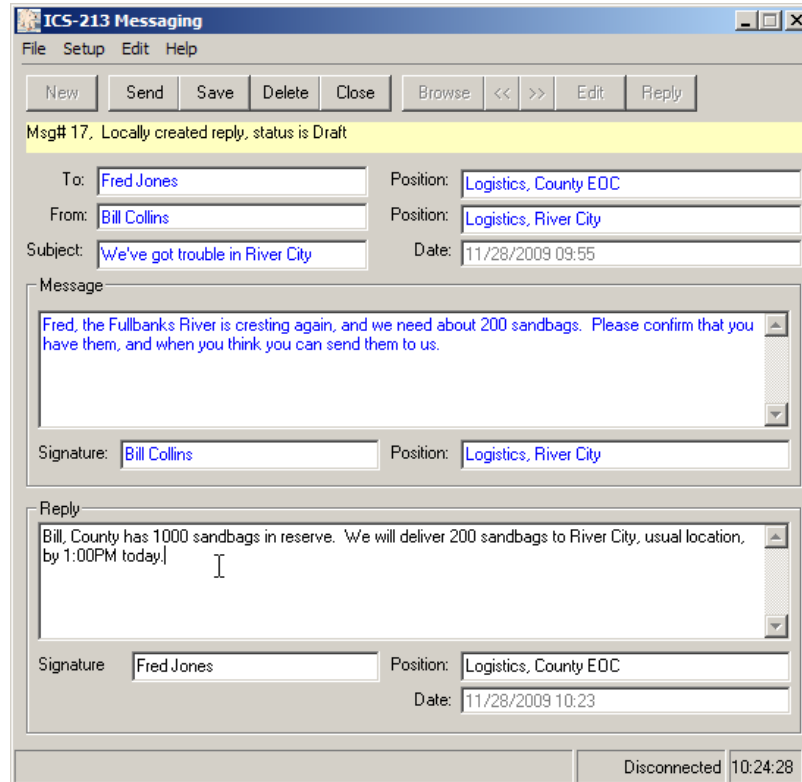 ICS-213 Messaging
File Setup Edit Help
New Send Save Delete Close Browse << >> Edit Reply
Msg# 17, Locally created reply, status is Draft
To: Fred Jones Position: Logistics, County EOC
From: Bill Collins Position: Logistics, River City
Subject: We've got trouble in River City Date: 11/28/2009 09:55
Message
Fred, the Fullbanks River is cresting again, and we need about 200 sandbags. Please confirm that you
have them, and when you think you can send them to us.
Signature: Bill Collins Position: Logistics, River City
Reply
Bill, County has 1000 sandbags in reserve. We will deliver 200 sandbags to River City, usual location,
by 1:00PM today.
Signature Fred Jones Position: Logistics, County EOC
Date: 11/28/2009 10:23
Disconnected 10:24:28